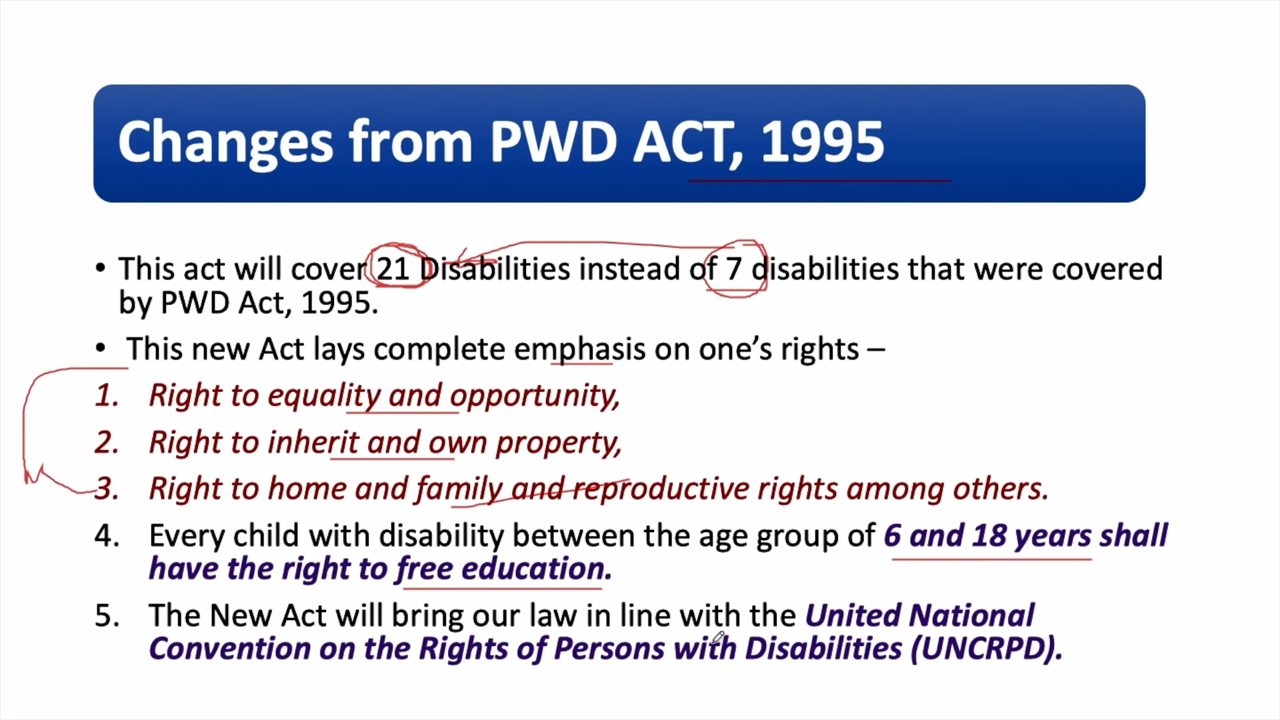 Changes from PWD ACT, 1995
• This act will cover 21 Disabilities instead of 7 disabilities that were covered
by PWD Act, 1995.
• This new Act lays complete emphasis on one's rights –
1. Right to equality and opportunity,
2. Right to inherit and own property,
3. Right to home and family and reproductive rights among others.
4. Every child with disability between the age group of 6 and 18 years shall
have the right to free education.
5. The New Act will bring our law in line with the United National
Convention on the Rights of Persons with Disabilities (UNCRPD).